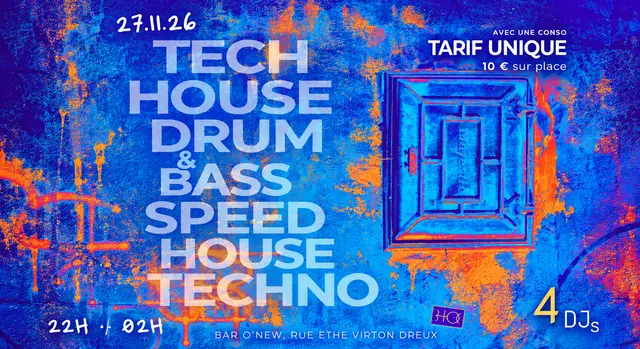 27.11.26
AVEC UNE CONSO
TARIF UNIQUE
10 € sur place
TECH
HOUSE
DRUM
&
BASS
SPEED
HOUSE
TECHNO
4 DJs
22H • 02H
BAR O'NEW, RUE ETHE VIRTON DREUX